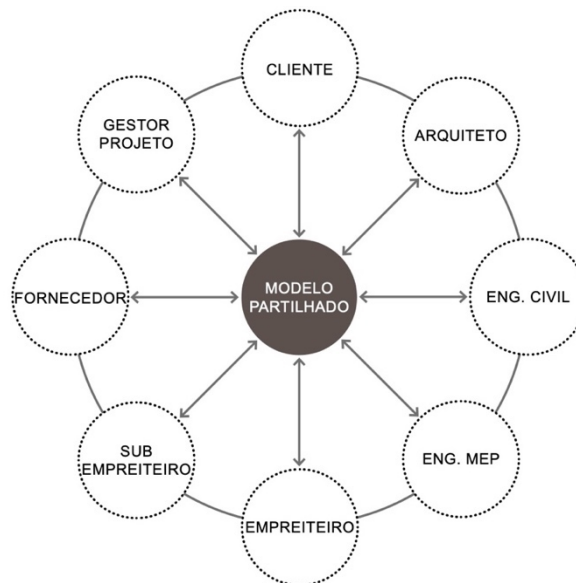 CLIENTE
GESTOR
PROJETO
ARQUITETO
FORNECEDOR
MODELO
PARTILHADO
ENG. CIVIL
SUB
EMPREITEIRO
ENG. MEP
EMPREITEIRO